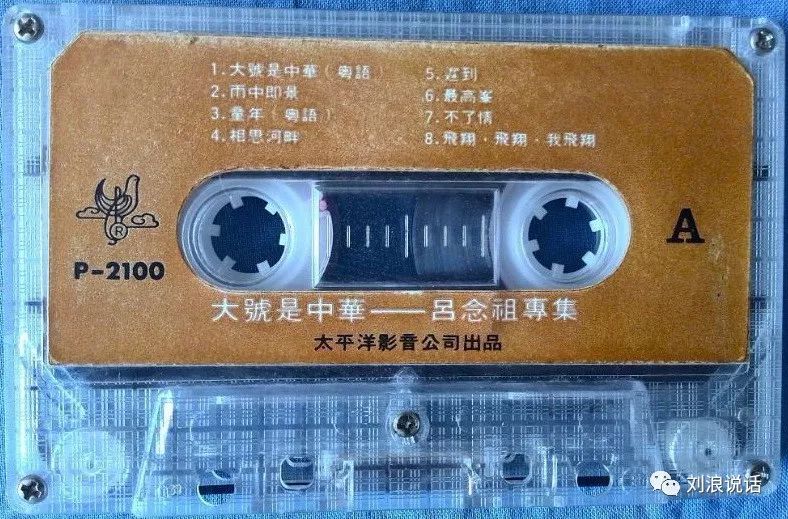 1.大號是中華（粤語）
2.雨中即景
3.童年（粤語）
4.相思河畔
5.遲到
6.最高峯
7.不了情
8.飛翔·飛翔·我飛翔
R
P-2100
A
大號是中華——呂念祖專集
太平洋影音公司出品
刘浪说话